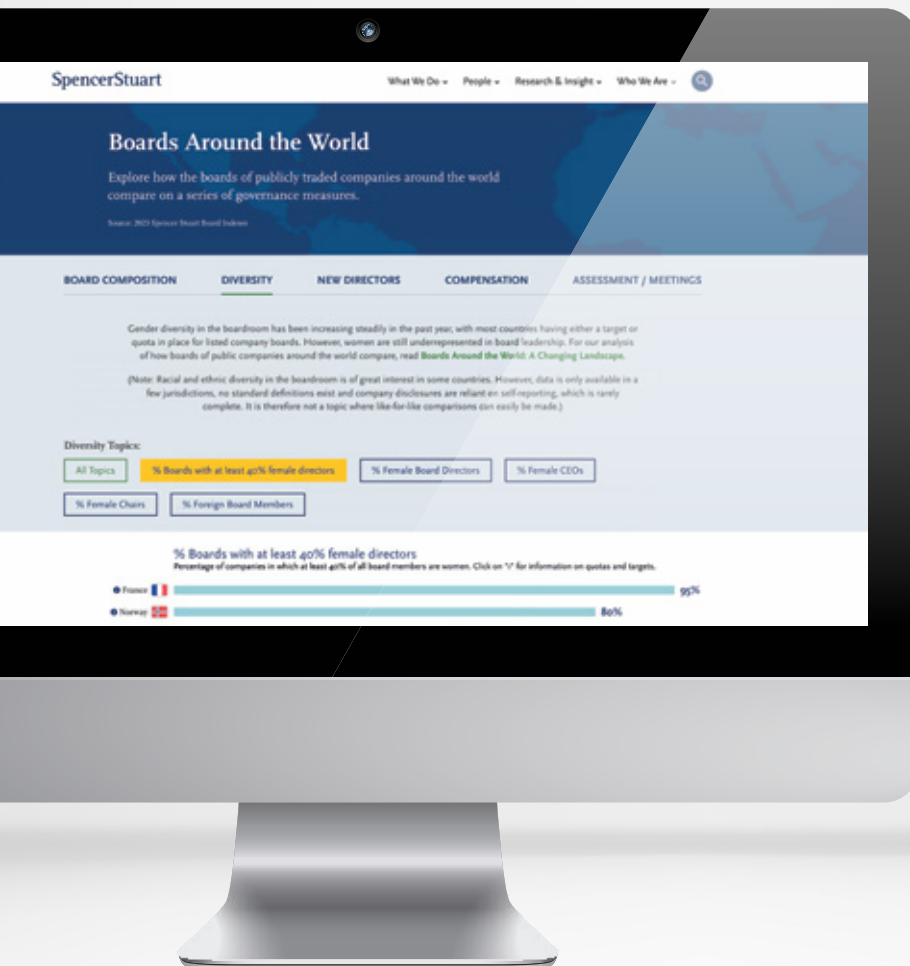 SpencerStuart
What We Do People Research & Insight Who We Are
Boards Around the World
Explore how the boards of publicly traded companies around the world
compare on a series of governance measures.
Source: 2023 Spencer Stuart Board Indexes
BOARD COMPOSITION DIVERSITY NEW DIRECTORS COMPENSATION ASSESSMENT / MEETINGS
Gender diversity in the boardroom has been increasing steadily in the past year, with most countries having either a target or
quota in place for listed company boards. However, women are still underrepresented in board leadership. For our analysis
of how boards of public companies around the world compare, read Boards Around the World: A Changing Landscape.
(Note: Racial and ethnic diversity in the boardroom is of great interest in some countries. However, data is only available in a
few jurisdictions, no standard definitions exist and company disclosures are reliant on self-reporting, which is rarely
complete. It is therefore not a topic where like-for-like comparisons can easily be made.)
Diversity Topics:
All Topics % Boards with at least 40% female directors % Female Board Directors % Female CEOs
% Female Chairs % Foreign Board Members
% Boards with at least 40% female directors
Percentage of companies in which at least 40% of all board members are women. Click on "i" for information on quotas and targets.
France 95%
Norway 80%